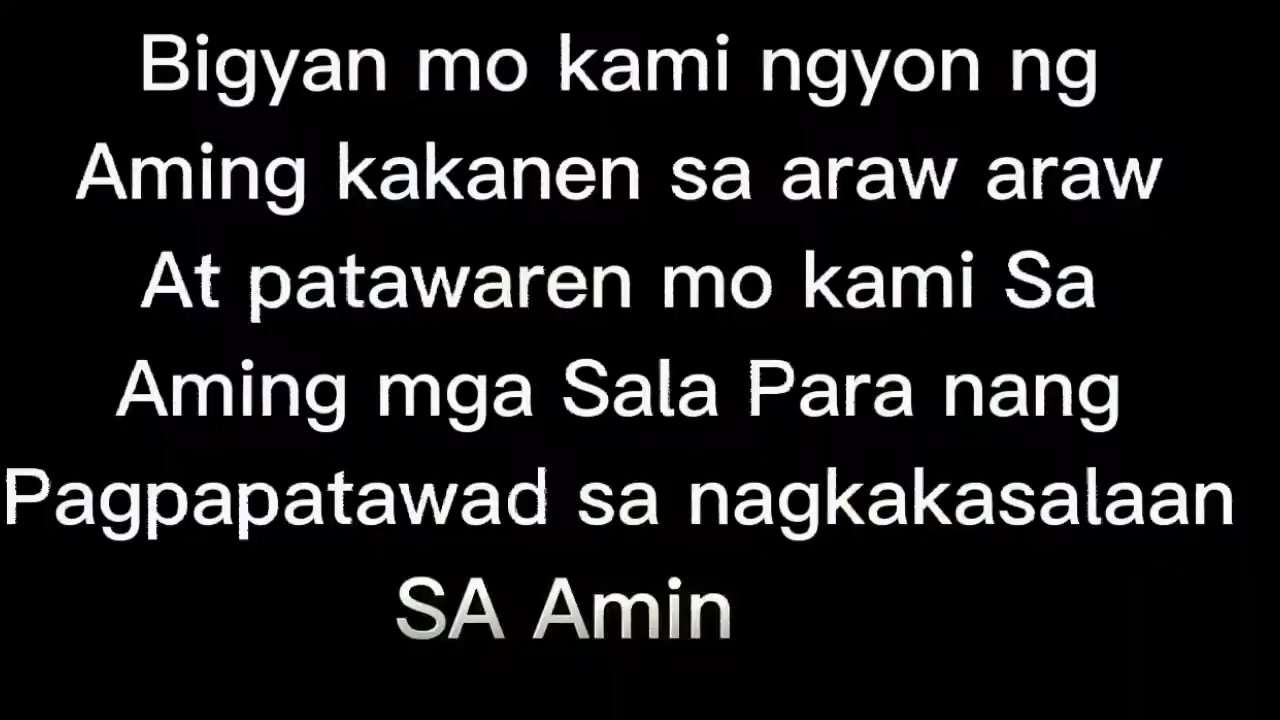 Bigyan mo kami ngyon ng
Aming kakanen sa araw araw
At patawaren mo kami Sa
Aming mga Sala Para nang
Pagpapatawad sa nagkakasalaan
SA Amin